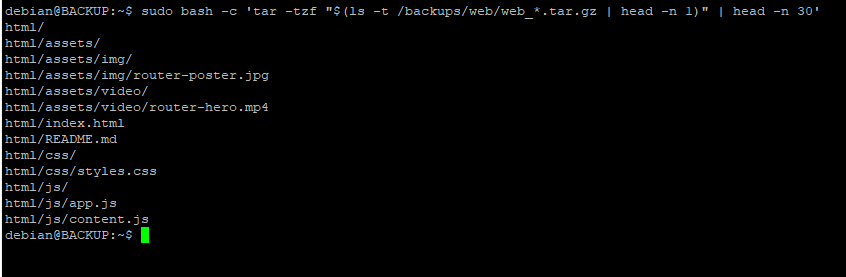 debian@BACKUP:~$ sudo bash -c 'tar -tzf "$(ls -t /backups/web/web_*.tar.gz | head -n 1)" | head -n 30'
html/
html/assets/
html/assets/img/
html/assets/img/router-poster.jpg
html/assets/video/
html/assets/video/router-hero.mp4
html/index.html
html/README.md
html/css/
html/css/styles.css
html/js/
html/js/app.js
html/js/content.js
debian@BACKUP:~$